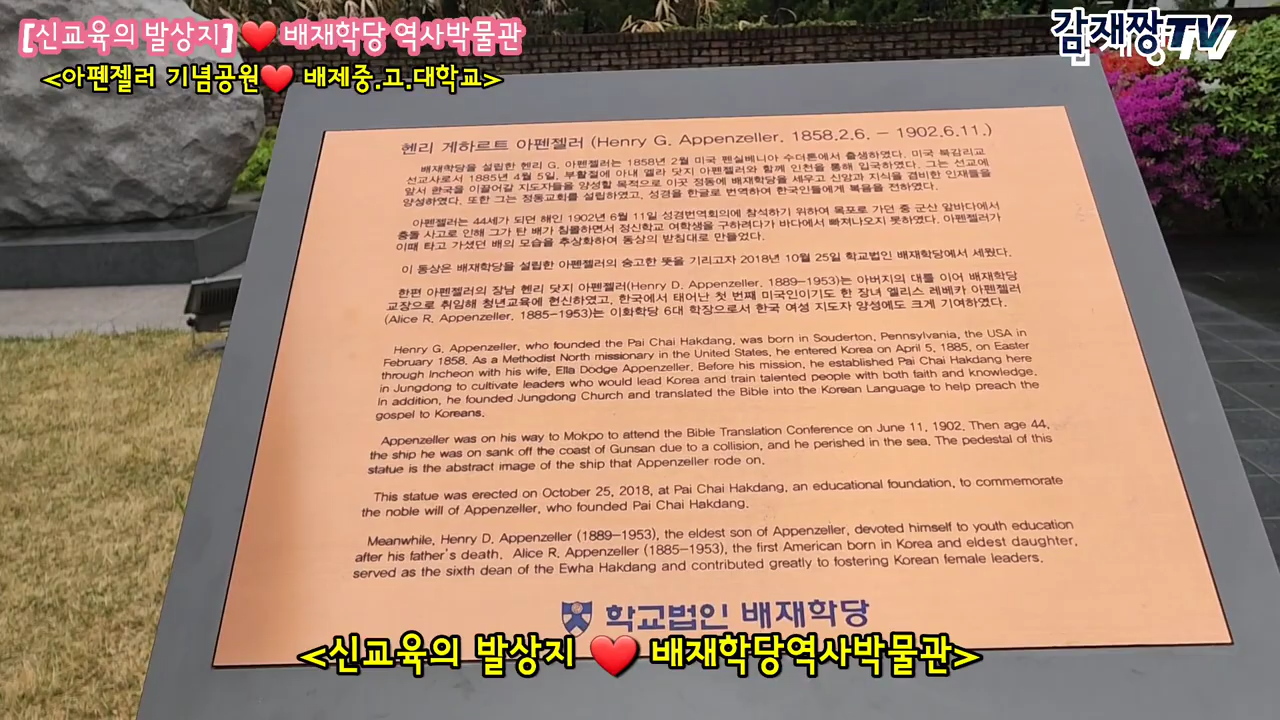 [신교육의 발상지]❤️ 배재학당 역사박물관
<아펜젤러 기념공원❤️ 배제중.고.대학교>
감재짱TV
헨리 게하르트 아펜젤러 (Henry G. Appenzeller, 1858.2.6. - 1902.6.11.)
배재학당을 설립한 헨리 G. 아펜젤러는 1858년 2월 미국 펜실베니아 수더튼에서 출생하였다. 미국 북감리교
선교사로서 1885년 4월 5일, 부활절에 아내 엘라 닷지 아펜젤러와 함께 인천을 통해 입국하였다. 그는 선교에
앞서 한국을 이끌어갈 지도자들을 양성할 목적으로 이곳 정동에 배재학당을 세우고 신앙과 지식을 겸비한 인재들을
양성하였다. 또한 그는 정동교회를 설립하였고, 성경을 한글로 번역하여 한국인들에게 복음을 전하였다.
아펜젤러는 44세가 되던 해인 1902년 6월 11일 성경번역회의에 참석하기 위하여 목포로 가던 중 군산 앞바다에서
충돌 사고로 인해 그가 탄 배가 침몰하면서 정신학교 여학생을 구하려다가 바다에서 빠져나오지 못하였다. 아펜젤러가
이때 타고 가셨던 배의 모습을 추상화하여 동상의 받침대로 만들었다.
이 동상은 배재학당을 설립한 아펜젤러의 숭고한 뜻을 기리고자 2018년 10월 25일 학교법인 배재학당에서 세웠다.
한편 아펜젤러의 장남 헨리 닷지 아펜젤러(Henry D. Appenzeller, 1889-1953)는 아버지의 대를 이어 배재학당
교장으로 취임해 청년교육에 헌신하였고, 한국에서 태어난 첫 번째 미국인이기도 한 장녀 엘리스 레베카 아펜젤러
(Alice R. Appenzeller, 1885-1953)는 이화학당 6대 학장으로서 한국 여성 지도자 양성에도 크게 기여하였다.
Henry G. Appenzeller, who founded the Pai Chai Hakdang, was born in Souderton, Pennsylvania, the USA in
February 1858. As a Methodist North missionary in the United States, he entered Korea on April 5, 1885, on Easter
through Incheon with his wife, Ella Dodge Appenzeller. Before his mission, he established Pai Chai Hakdang here
in Jungdong to cultivate leaders who would lead Korea and train talented people with both faith and knowledge.
In addition, he founded Jungdong Church and translated the Bible into the Korean Language to help preach the
gospel to Koreans.
Appenzeller was on his way to Mokpo to attend the Bible Translation Conference on June 11, 1902. Then age 44,
the ship he was on sank off the coast of Gunsan due to a collision, and he perished in the sea. The pedestal of this
statue is the abstract image of the ship that Appenzeller rode on.
This statue was erected on October 25, 2018, at Pai Chai Hakdang, an educational foundation, to commemorate
the noble will of Appenzeller, who founded Pai Chai Hakdang.
Meanwhile, Henry D. Appenzeller (1889-1953), the eldest son of Appenzeller, devoted himself to youth education
after his father's death. Alice R. Appenzeller (1885-1953), the first American born in Korea and eldest daughter,
served as the sixth dean of the Ewha Hakdang and contributed greatly to fostering Korean female leaders.
학교법인 배재학당
<신교육의 발상지 ❤️ 배재학당역사박물관>